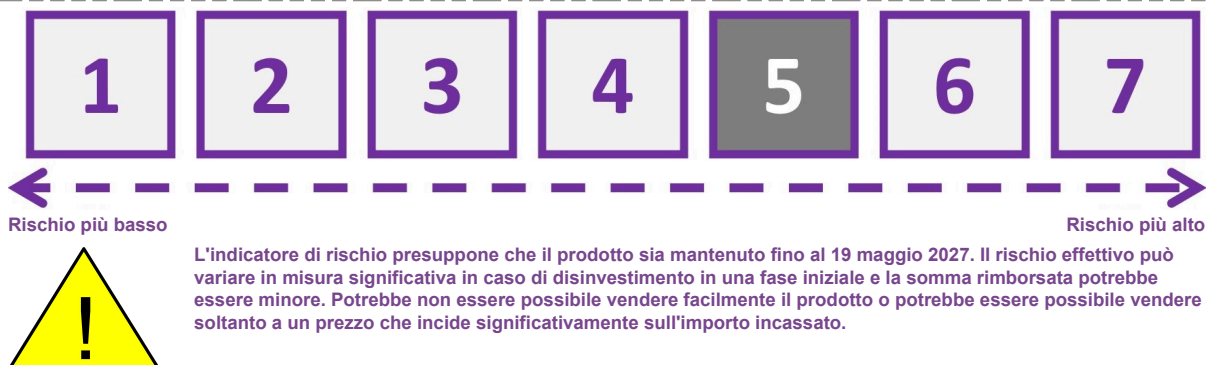 1 2 3 4 5 6 7
Rischio più basso Rischio più alto
L'indicatore di rischio presuppone che il prodotto sia mantenuto fino al 19 maggio 2027. Il rischio effettivo può
variare in misura significativa in caso di disinvestimento in una fase iniziale e la somma rimborsata potrebbe
essere minore. Potrebbe non essere possibile vendere facilmente il prodotto o potrebbe essere possibile vendere
soltanto a un prezzo che incide significativamente sull'importo incassato.
!